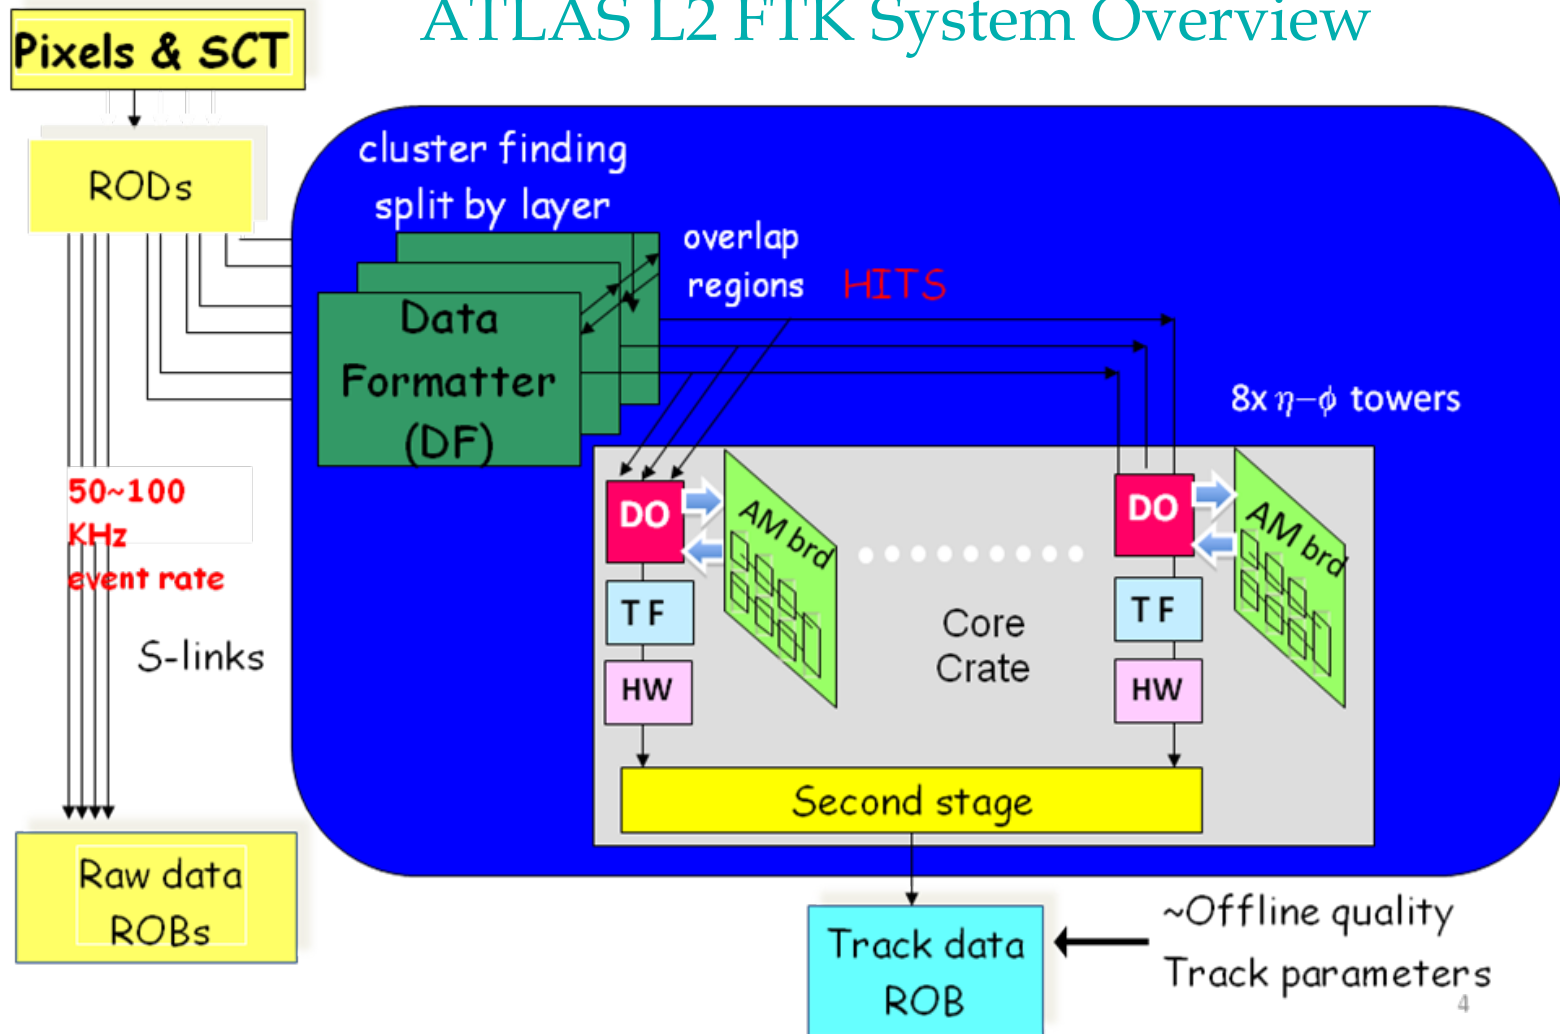 ATLAS L2 FTK System Overview
Pixels & SCT
RODs
cluster finding
split by layer
overlap
regions
HITS
Data
Formatter
(DF)
8x η–ϕ towers
50~100
KHz
event rate
S-links
DO
AM brd
TF
HW
Core
Crate
DO
AM brd
TF
HW
Second stage
Raw data
ROBs
Track data
ROB
~Offline quality
Track parameters
4